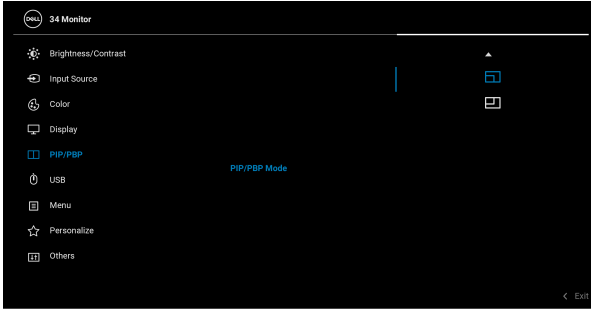 DELL
34 Monitor
Brightness/Contrast
Input Source
Color
Display
PIP/PBP
PIP/PBP Mode
USB
Menu
Personalize
Others
Exit